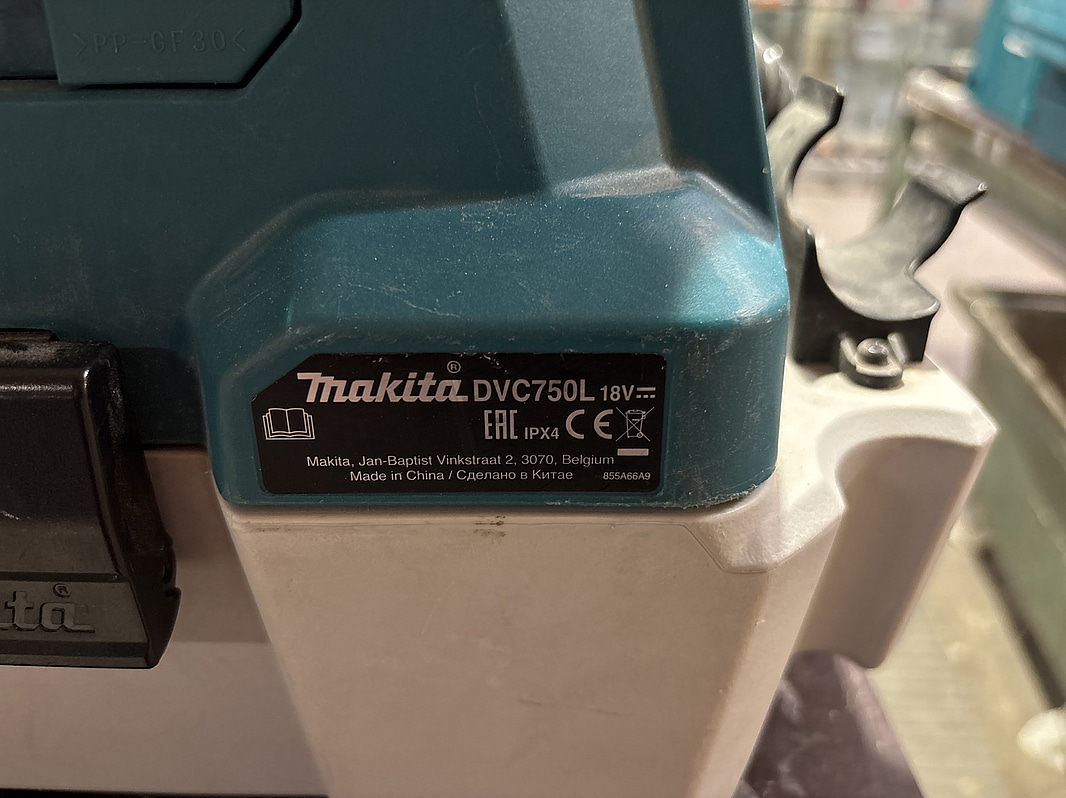 >PP-GF30<
makita® DVC750L 18V⎓
EAC IPX4 CE
Makita, Jan-Baptist Vinkstraat 2, 3070, Belgium
Made in China / Сделано в Китае 855A66A9
ta®